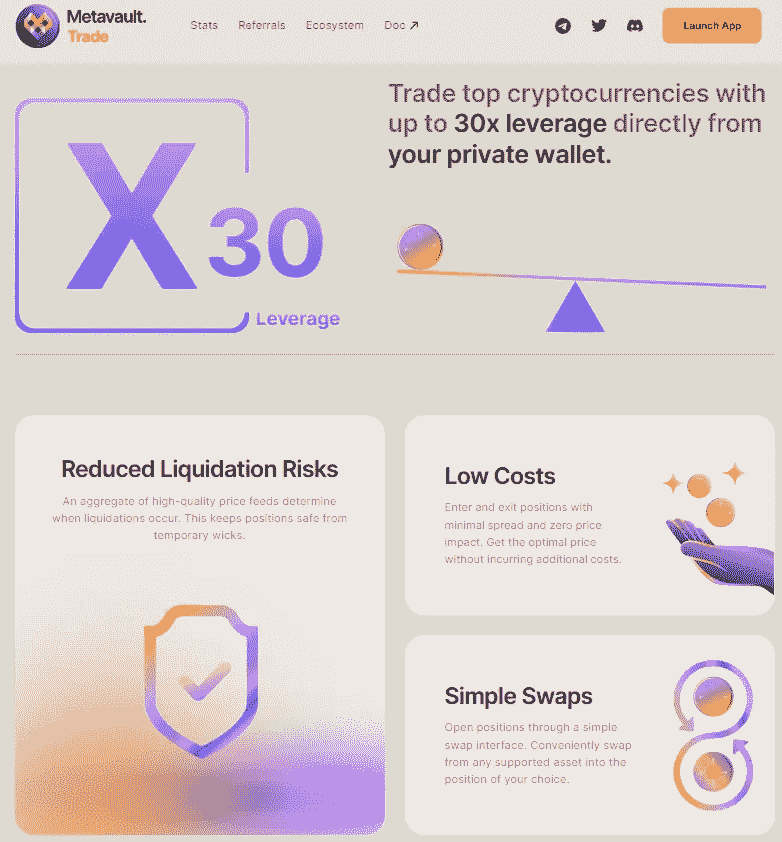 Metavault.
Trade
Stats Referrals Ecosystem Doc ↗
Launch App
X30
Leverage
Trade top cryptocurrencies with
up to 30x leverage directly from
your private wallet.
Reduced Liquidation Risks
An aggregate of high-quality price feeds determine
when liquidations occur. This keeps positions safe from
temporary wicks.
Low Costs
Enter and exit positions with
minimal spread and zero price
impact. Get the optimal price
without incurring additional costs.
Simple Swaps
Open positions through a simple
swap interface. Conveniently swap
from any supported asset into the
position of your choice.